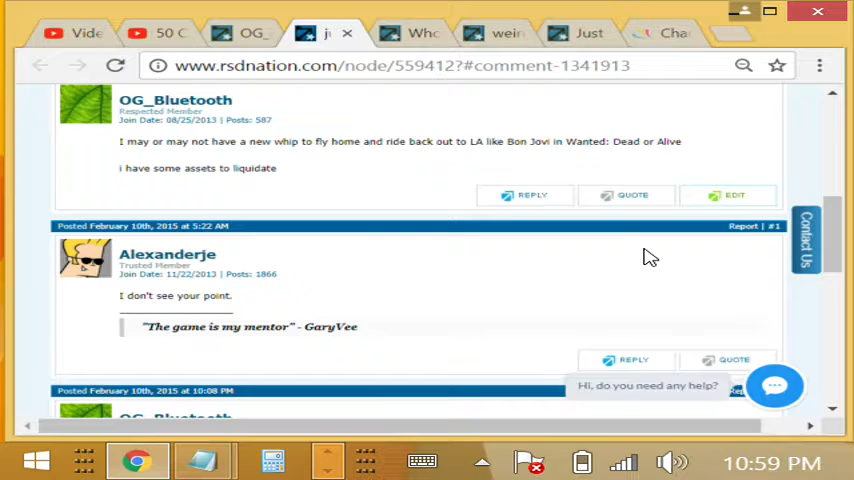 Vide
50 C
OG_
ju
Who
wein
Just
Cha
www.rsdnation.com/node/559412?#comment-1341913
OG_Bluetooth
Respected Member
Join Date: 08/25/2013 | Posts: 587
I may or may not have a new whip to fly home and ride back out to LA like Bon Jovi in Wanted: Dead or Alive
i have some assets to liquidate
REPLY QUOTE EDIT
Posted February 10th, 2015 at 5:22 AM Report | #1
Contact Us
Alexanderje
Trusted Member
Join Date: 11/22/2013 | Posts: 1866
I don't see your point.
"The game is my mentor" - GaryVee
REPLY QUOTE
Hi, do you need any help?
Posted February 10th, 2015 at 10:08 PM
OG_Bluetooth
10:59 PM